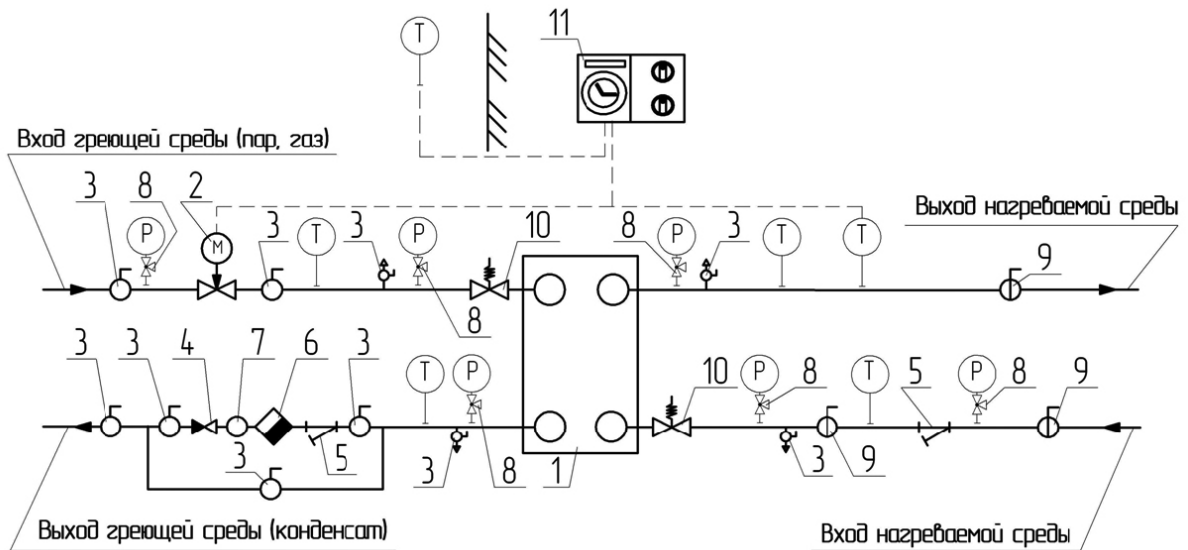 T
11
Вход греющей среды (пар, газ)
3 8 2 3 3 10 8 3 9
Выход нагреваемой среды
P M T P P T T
8
3 3 4 7 6 3 T P 10 P 8 T 5 P 8 9
3 5 3 8 1 3 9
Выход греющей среды (конденсат)
Вход нагреваемой среды